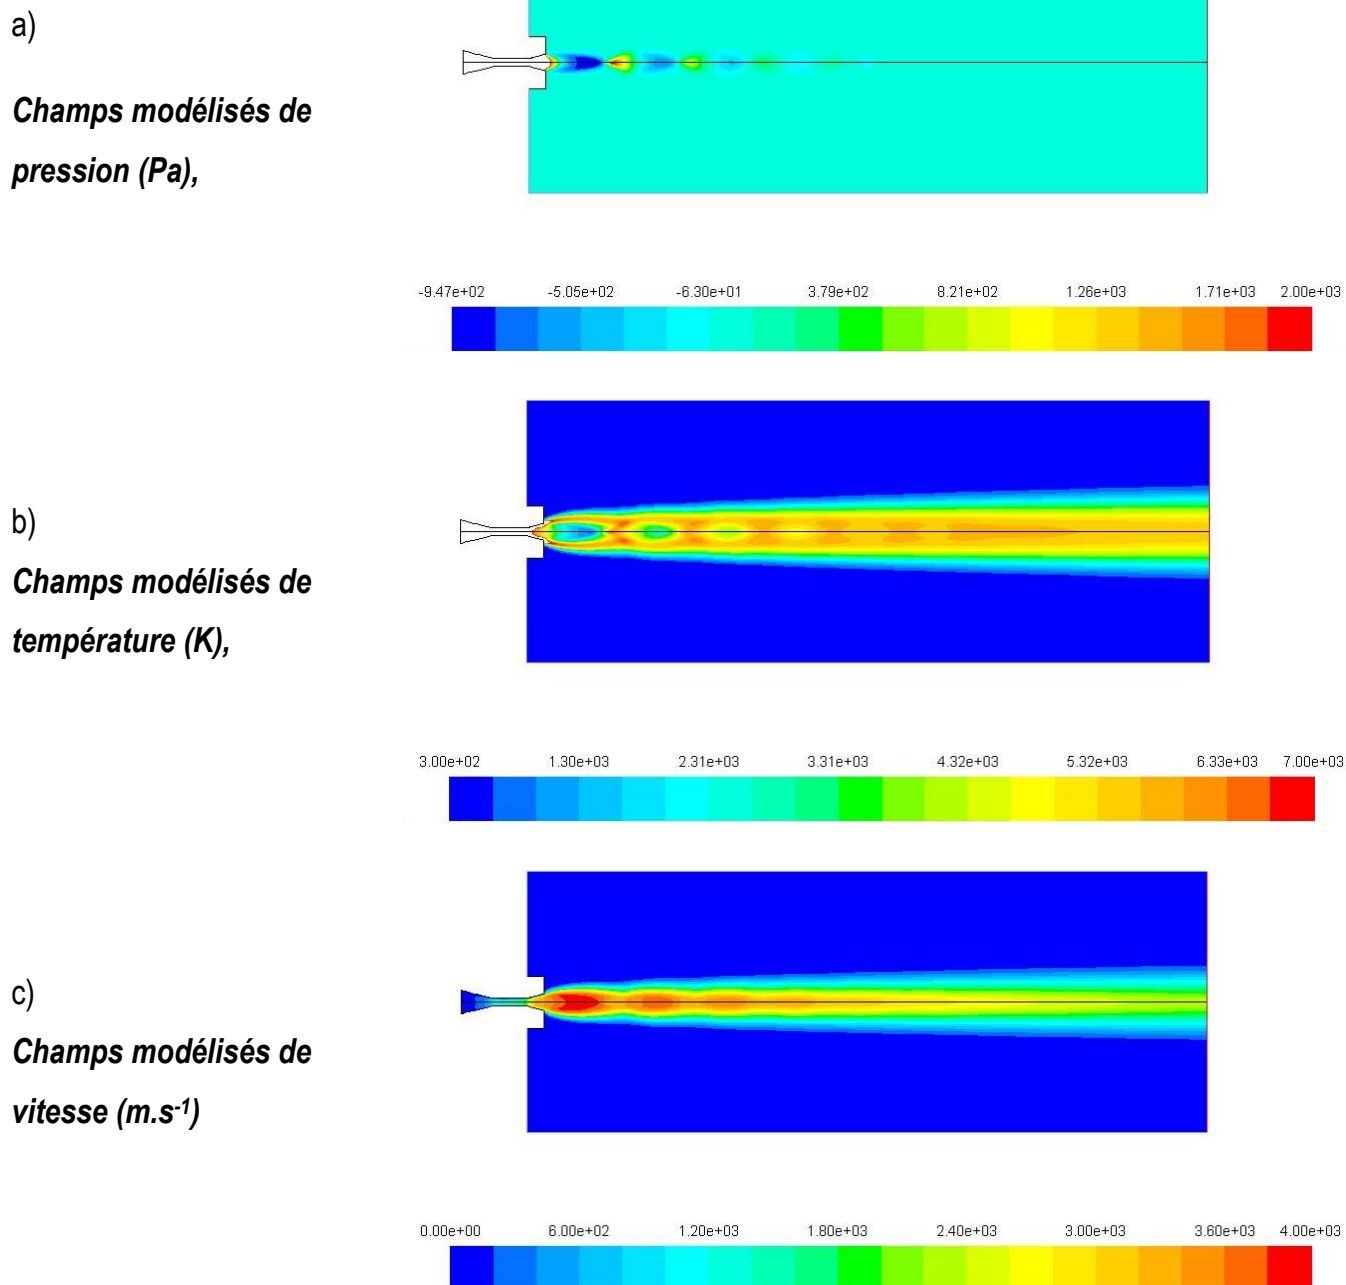 a)
Champs modélisés de
pression (Pa),
-9.47e+02 -5.05e+02 -6.30e+01 3.79e+02 8.21e+02 1.26e+03 1.71e+03 2.00e+03
b)
Champs modélisés de
température (K),
3.00e+02 1.30e+03 2.31e+03 3.31e+03 4.32e+03 5.32e+03 6.33e+03 7.00e+03
c)
Champs modélisés de
vitesse (m.s-1)
0.00e+00 6.00e+02 1.20e+03 1.80e+03 2.40e+03 3.00e+03 3.60e+03 4.00e+03